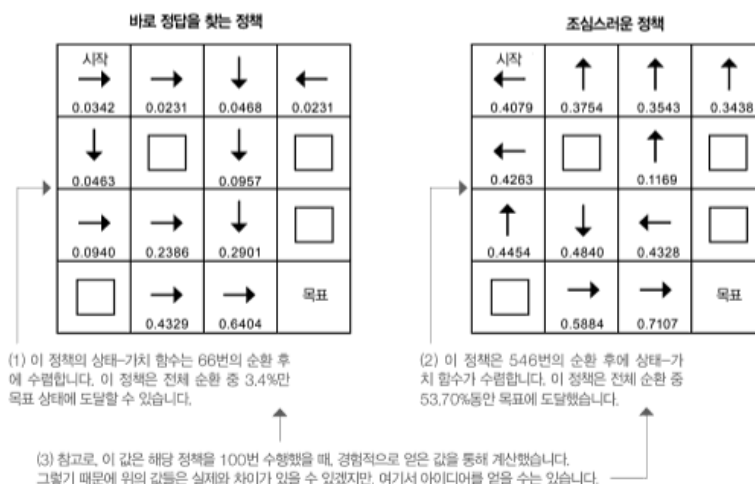 바로 정답을 찾는 정책
조심스러운 정책
시작
0.0342 0.0231 0.0468 0.0231
0.0463 0.0957
0.0940 0.2386 0.2901
목표
0.4329 0.6404
시작
0.4079 0.3754 0.3543 0.3438
0.4263 0.1169
0.4454 0.4840 0.4328
목표
0.5884 0.7107
(1) 이 정책의 상태-가치 함수는 66번의 순환 후
에 수렴합니다. 이 정책은 전체 순환 중 3.4%만
목표 상태에 도달할 수 있습니다.
(2) 이 정책은 546번의 순환 후에 상태-가
치 함수가 수렴합니다. 이 정책은 전체 순환 중
53.70%동안 목표에 도달했습니다.
(3) 참고로, 이 값은 해당 정책을 100번 수행했을 때, 경험적으로 얻은 값을 통해 계산했습니다.
그렇기 때문에 위의 값들은 실제와 차이가 있을 수 있겠지만, 여기서 아이디어를 얻을 수는 있습니다.